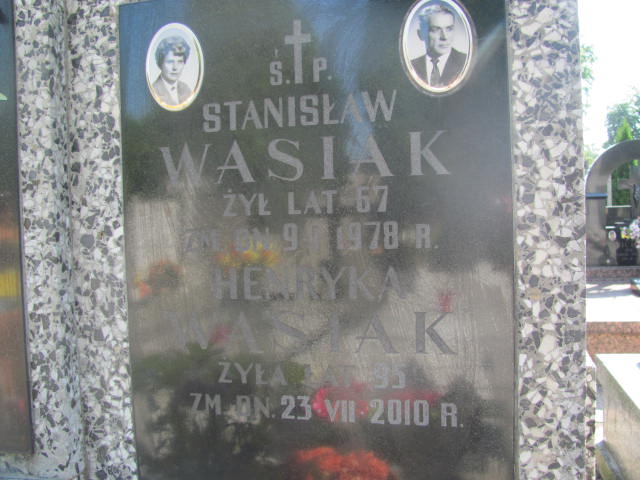 Ś. P.
STANISŁAW
WASIAK
ŻYŁ LAT 67
ZM. DN. 9 I 1978 R.
HENRYKA
WASIAK
ŻYŁA LAT 95
ZM. DN. 23 VII 2010 R.